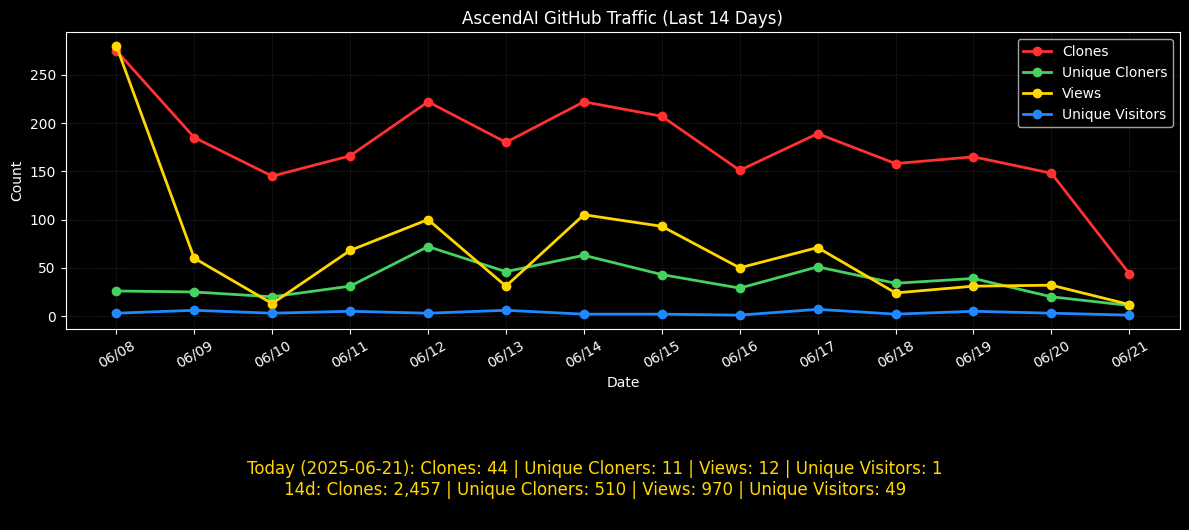 AscendAI GitHub Traffic (Last 14 Days)
Clones
Unique Cloners
Views
Unique Visitors
Count
250
200
150
100
50
0
06/08
06/09
06/10
06/11
06/12
06/13
06/14
06/15
06/16
06/17
06/18
06/19
06/20
06/21
Date
Today (2025-06-21): Clones: 44 | Unique Cloners: 11 | Views: 12 | Unique Visitors: 1
14d: Clones: 2,457 | Unique Cloners: 510 | Views: 970 | Unique Visitors: 49